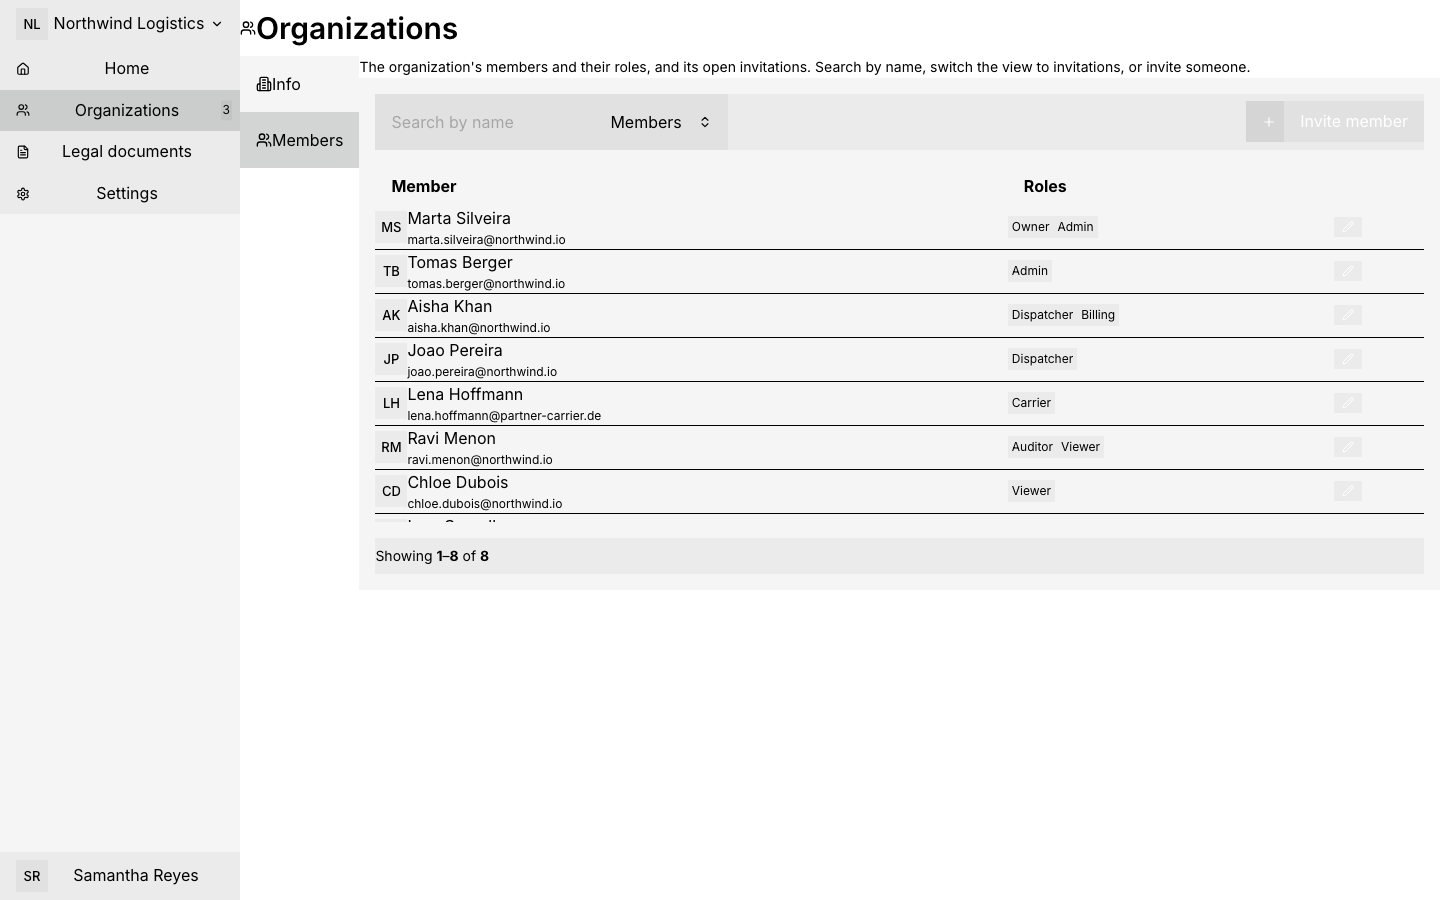 NL Northwind Logistics
Home
Organizations 3
Legal documents
Settings
SR Samantha Reyes
Organizations
Info
Members
The organization's members and their roles, and its open invitations. Search by name, switch the view to invitations, or invite someone.
Search by name Members + Invite member
Member Roles
MS Marta Silveira Owner Admin
marta.silveira@northwind.io
TB Tomas Berger Admin
tomas.berger@northwind.io
AK Aisha Khan Dispatcher Billing
aisha.khan@northwind.io
JP Joao Pereira Dispatcher
joao.pereira@northwind.io
LH Lena Hoffmann Carrier
lena.hoffmann@partner-carrier.de
RM Ravi Menon Auditor Viewer
ravi.menon@northwind.io
CD Chloe Dubois Viewer
chloe.dubois@northwind.io
Showing 1–8 of 8